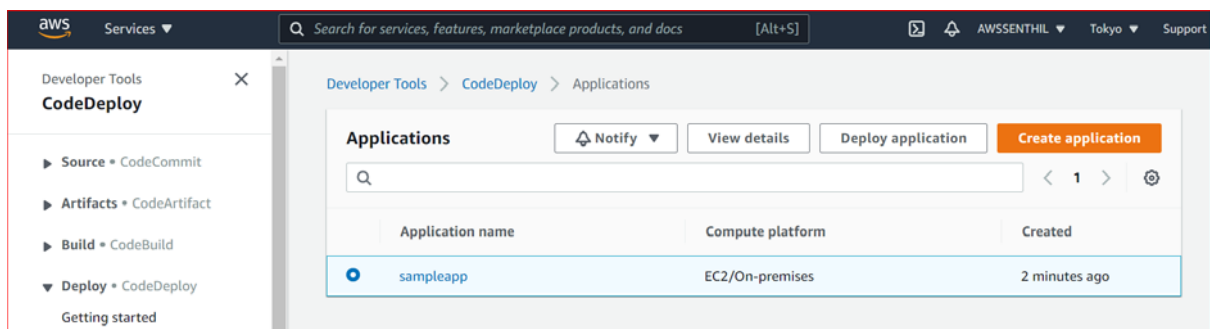 aws Services ▼ Search for services, features, marketplace products, and docs [Alt+S] AWSSENTHIL ▼ Tokyo ▼ Support
Developer Tools
CodeDeploy
Source • CodeCommit
Artifacts • CodeArtifact
Build • CodeBuild
Deploy • CodeDeploy
Getting started
Developer Tools > CodeDeploy > Applications
Applications Notify ▼ View details Deploy application Create application
< 1 >
Application name Compute platform Created
sampleapp EC2/On-premises 2 minutes ago